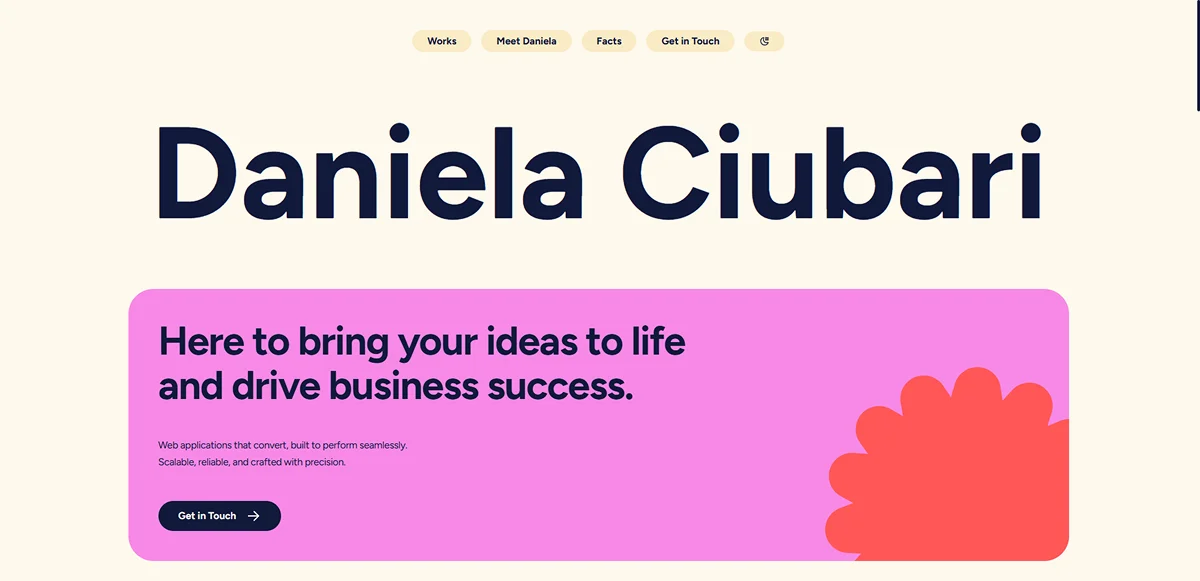 Works
Meet Daniela
Facts
Get in Touch
Daniela Ciubari
Here to bring your ideas to life
and drive business success.
Web applications that convert, built to perform seamlessly.
Scalable, reliable, and crafted with precision.
Get in Touch